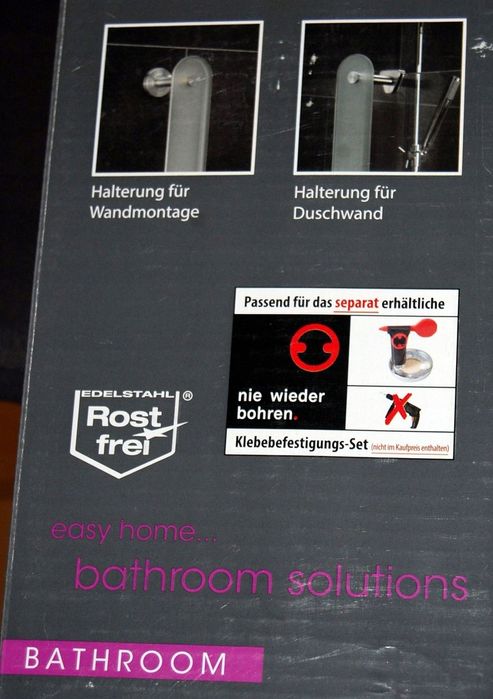 Halterung für
Wandmontage
Halterung für
Duschwand
Passend für das separat erhältliche
nie wieder
bohren.
Klebebefestigungs-Set (nicht im Kaufpreis enthalten)
EDELSTAHL ®
Rost
frei
easy home...
bathroom solutions
BATHROOM